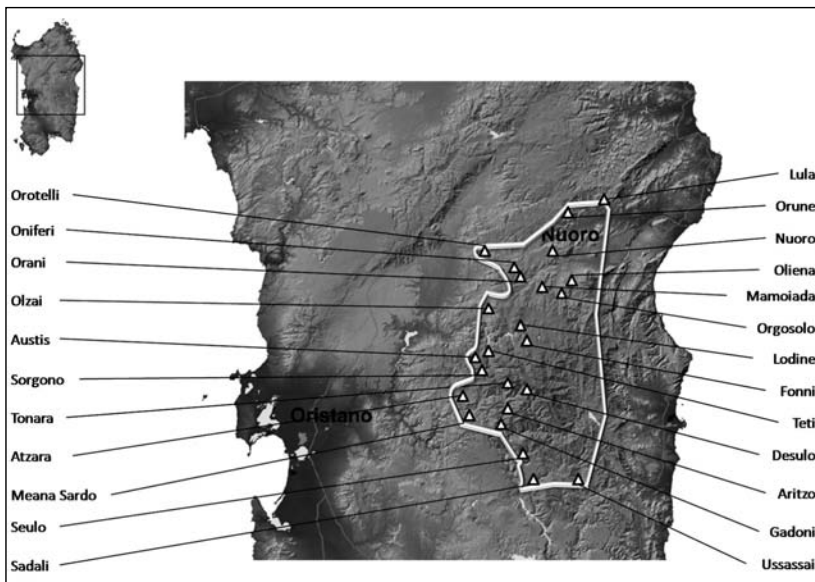 Orotelli
Oniferi
Orani
Olzai
Austis
Sorgono
Tonara
Atzara
Meana Sardo
Seulo
Sadali
Nuoro
Oristano
Lula
Orune
Nuoro
Oliena
Mamoiada
Orgosolo
Lodine
Fonni
Teti
Desulo
Aritzo
Gadoni
Ussassai